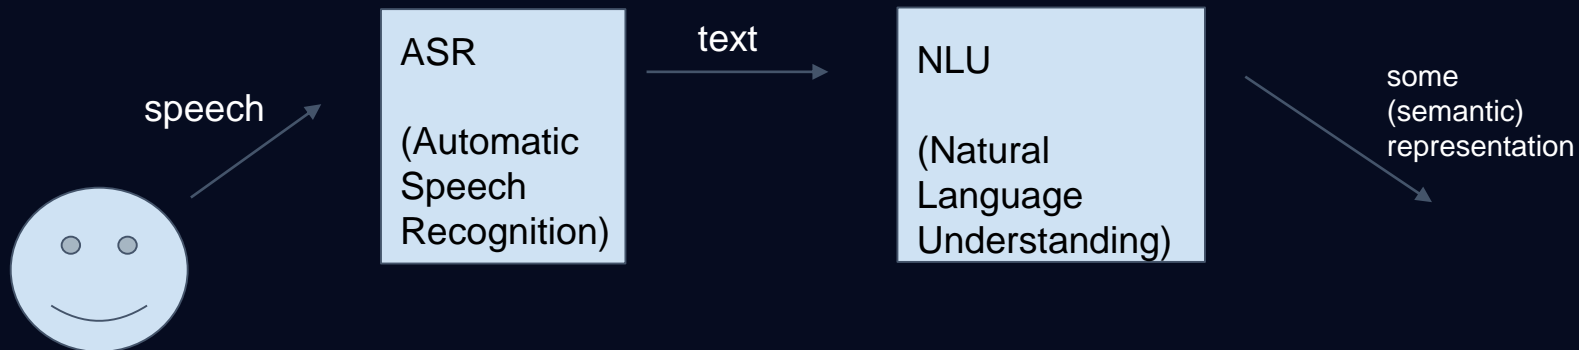 speech
ASR
(Automatic
Speech
Recognition)
text
NLU
(Natural
Language
Understanding)
some
(semantic)
representation